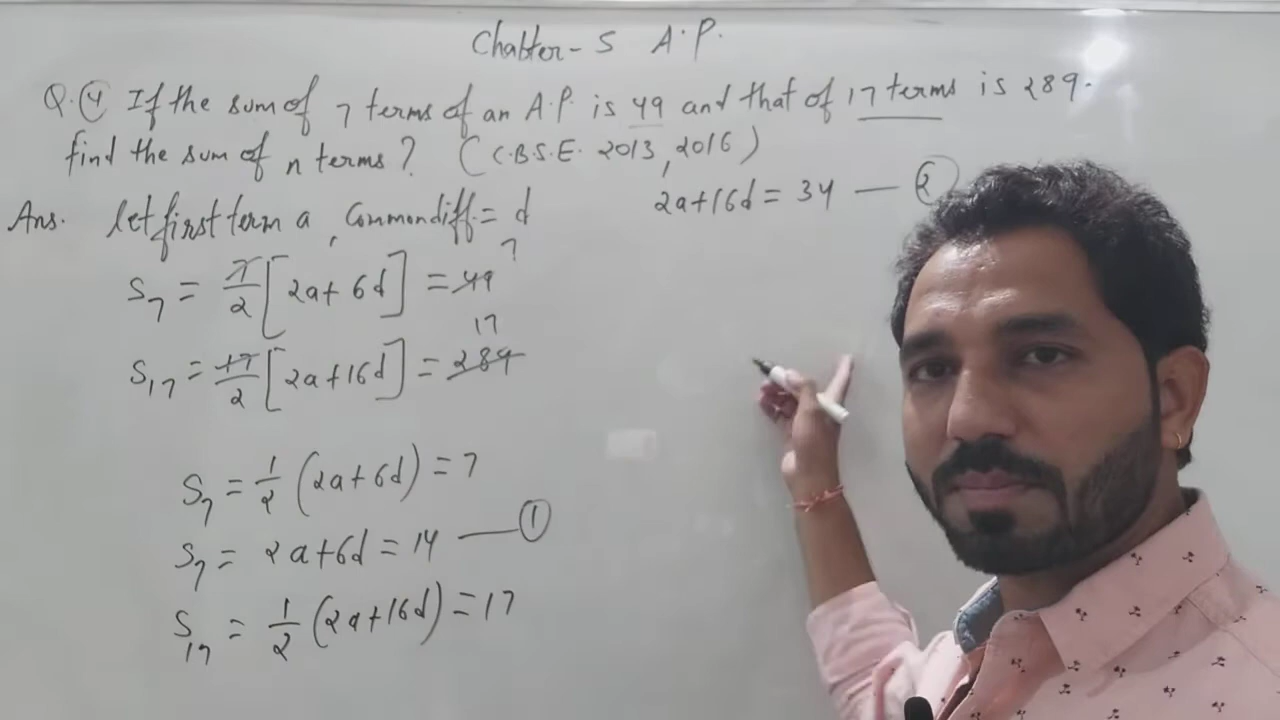 Chabter - 5 A.P.
Q. (4) If the sum of 7 terms of an A.P. is 49 and that of 17 terms is 289.
find the sum of n terms? (C.B.S.E. 2013, 2016)
2a+16d = 34 — (2)
Ans. let first term a, Common diff = d
S₇ = 7/2 [2a + 6d] = 49 7
S₁₇ = 17/2 [2a+16d] = 289 17
S₇ = 1/2 (2a+6d) = 7
S₇ = 2a+6d = 14 — (1)
S₁₇ = 1/2 (2a+16d) = 17